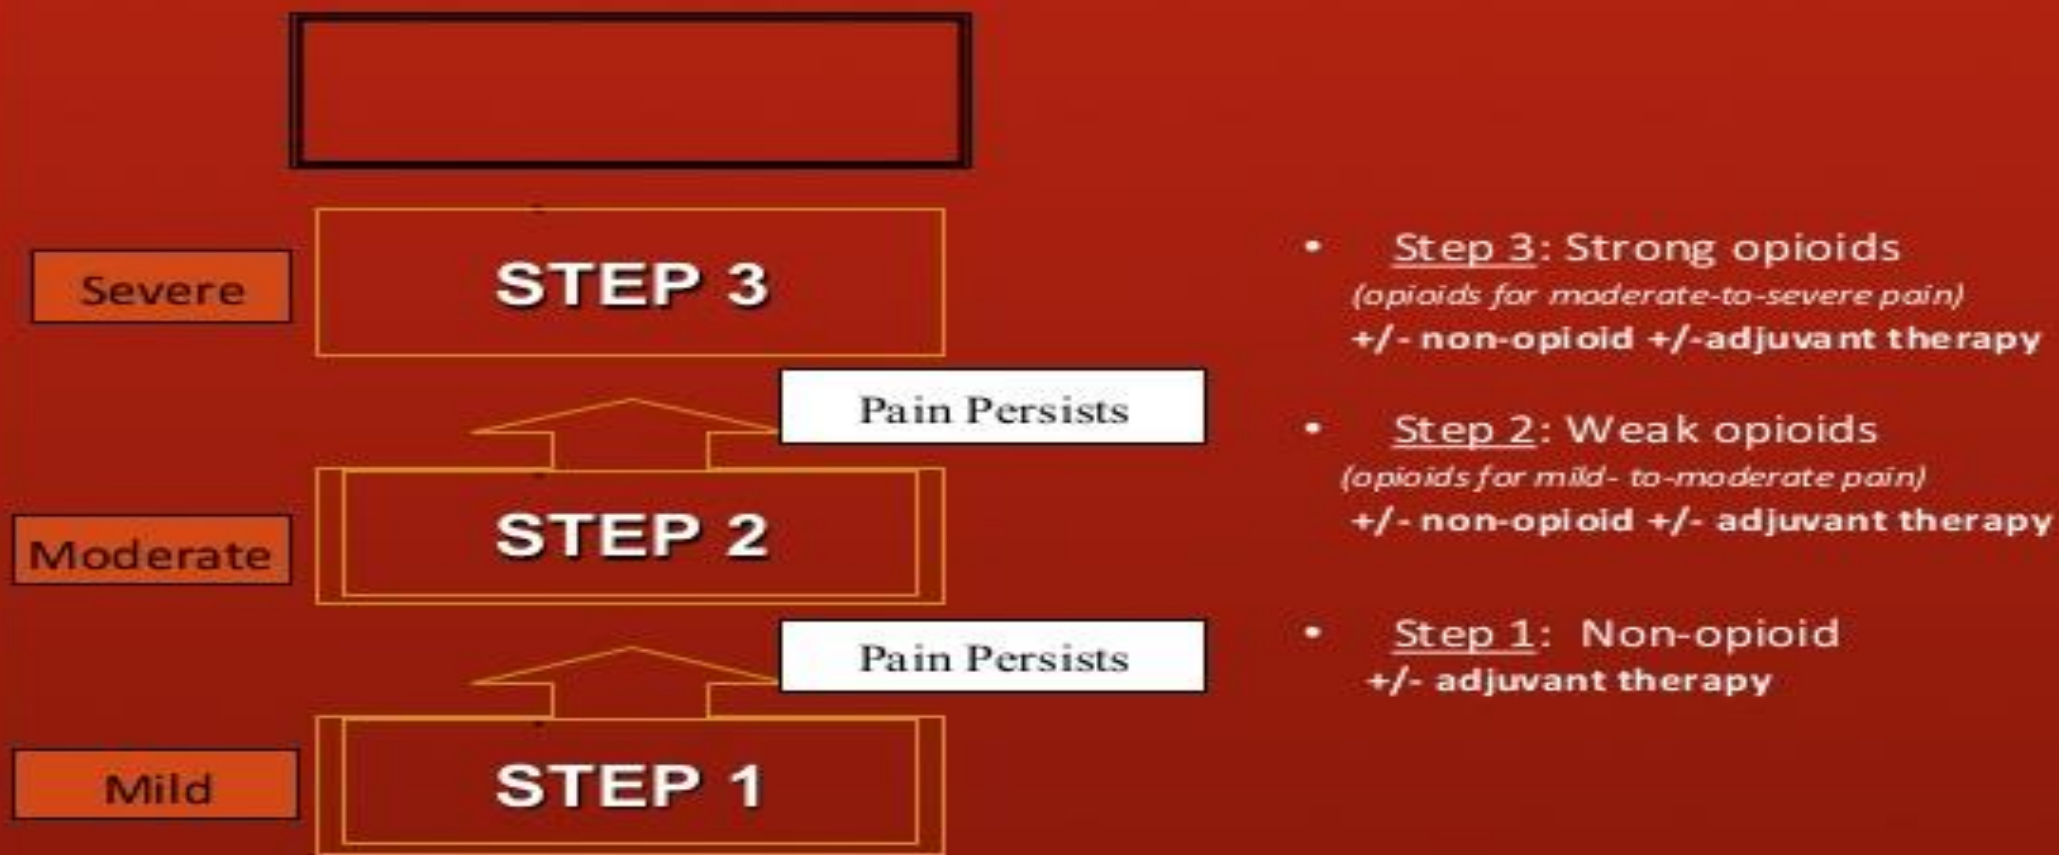 Severe
STEP 3
Pain Persists
Moderate
STEP 2
Pain Persists
Mild
STEP 1
• Step 3: Strong opioids
(opioids for moderate-to-severe pain)
+/- non-opioid +/-adjuvant therapy
• Step 2: Weak opioids
(opioids for mild- to-moderate pain)
+/- non-opioid +/- adjuvant therapy
• Step 1: Non-opioid
+/- adjuvant therapy